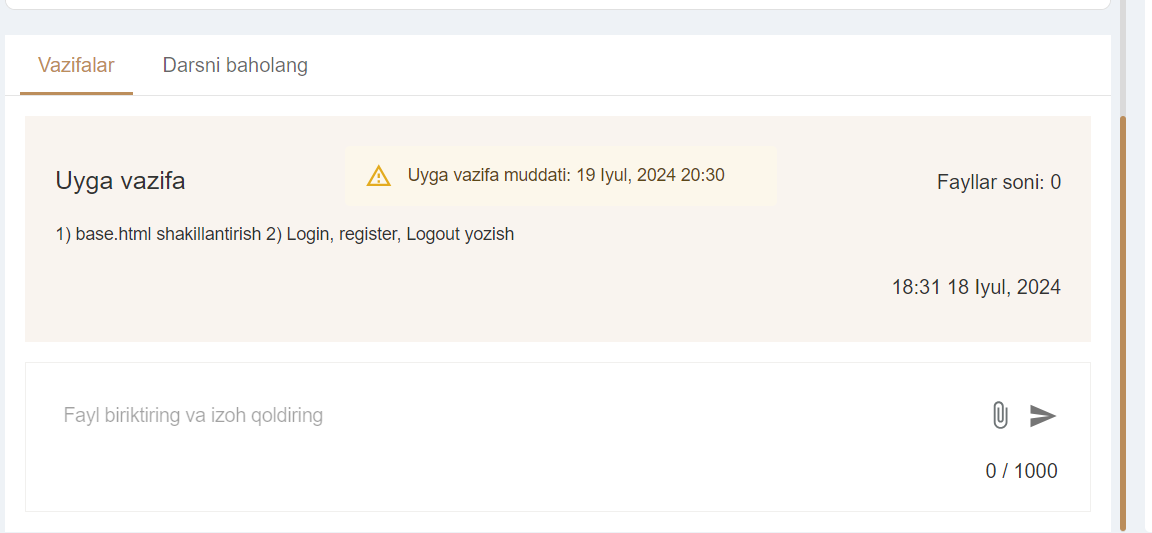 Vazifalar Darsni baholang
Uyga vazifa
Uyga vazifa muddati: 19 Iyul, 2024 20:30
Fayllar soni: 0
1) base.html shakillantirish 2) Login, register, Logout yozish
18:31 18 Iyul, 2024
Fayl biriktiring va izoh qoldiring
0 / 1000